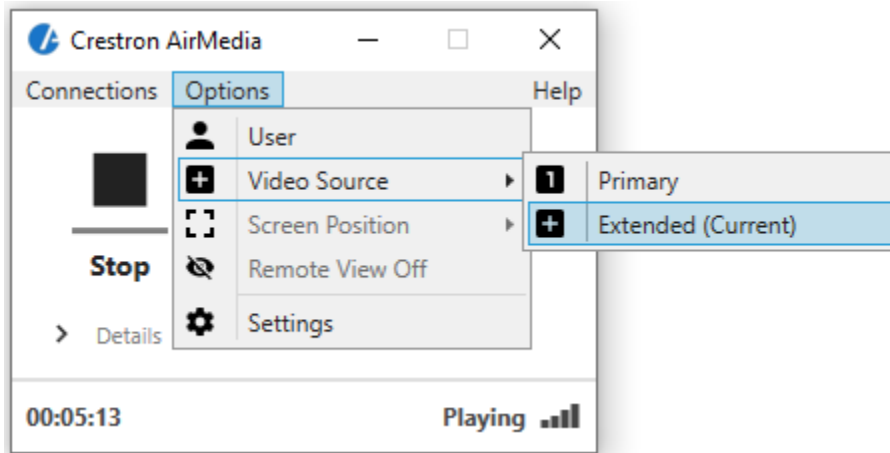 Crestron AirMedia
Connections Options Help
User
Video Source
1 Primary
Extended (Current)
Screen Position
Stop
Remote View Off
Settings
Details
00:05:13 Playing